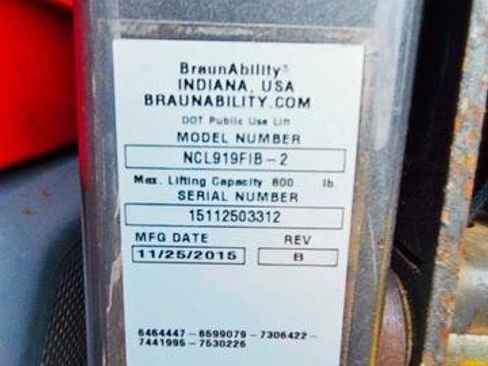 BraunAbility®
INDIANA, USA
BRAUNABILITY.COM
DOT Public Use Lift
MODEL NUMBER
NCL919FIB-2
Max. Lifting Capacity 800 lb.
SERIAL NUMBER
15112503312
MFG DATE REV
11/25/2015 B
6464447-6599079-7306422-
7441995-7530226